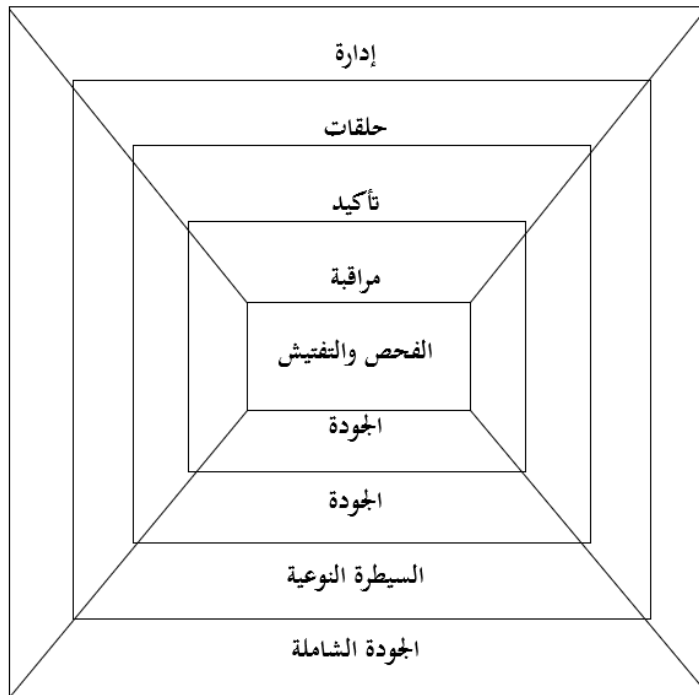 إدارة
حلقات
تأكيد
مراقبة
الفحص والتفتيش
الجودة
الجودة
السيطرة النوعية
الجودة الشاملة